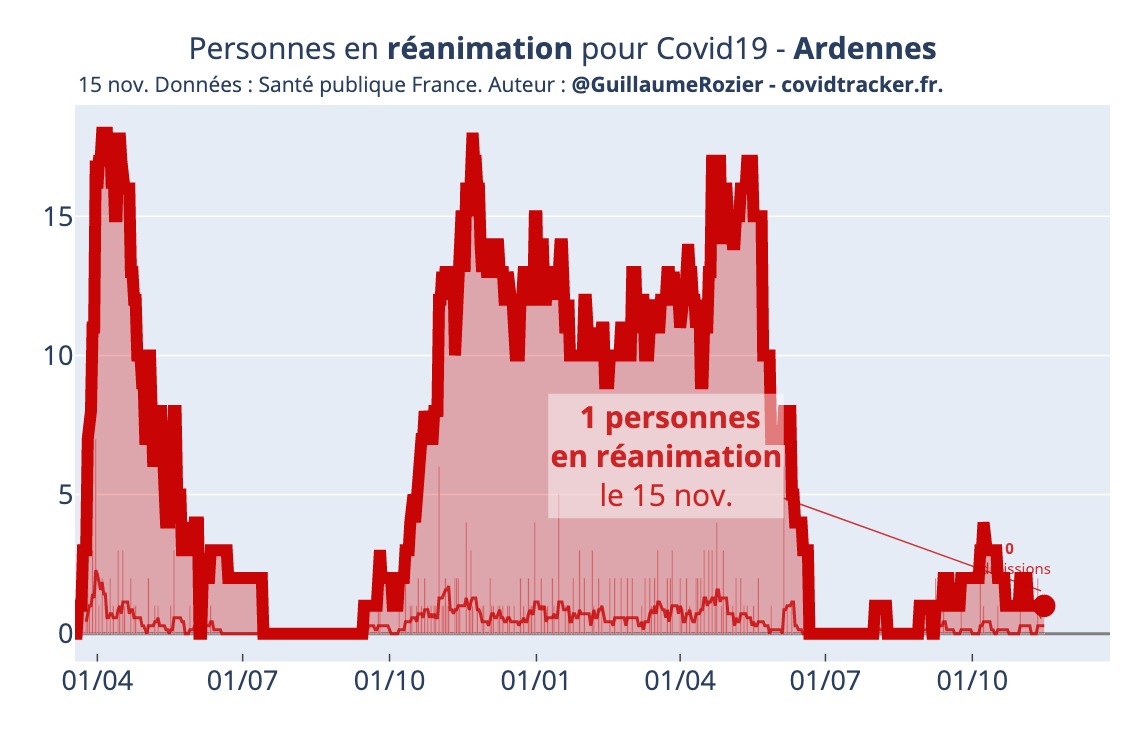 Personnes en réanimation pour Covid19 - Ardennes
15 nov. Données : Santé publique France. Auteur : @GuillaumeRozier - covidtracker.fr.
15
10
5
0
1 personnes
en réanimation
le 15 nov.
0
01/04
01/07
01/10
01/01
01/04
01/07
01/10